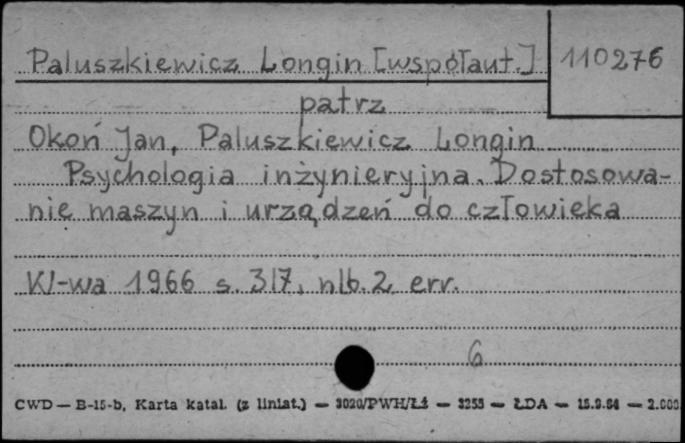 Paluszkiewicz Longin [współaut.] 110276
patrz
Okoń Jan, Paluszkiewicz Longin
Psychologia inżynieryjna. Dostosowa-
nie maszyn i urządzeń do człowieka
W-wa 1966 s. 317, nlb. 2, err.
6
CWD — B-15-b, Karta katal. (z liniat.) — 3020/PWH/Łż — 3253 — ŁDA — 15.9.64 — 2.000